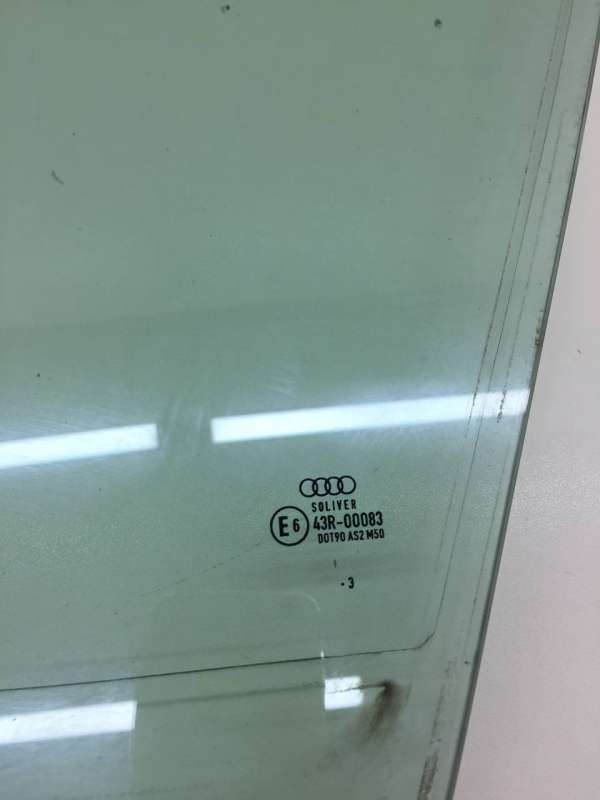 SOLIVER
E6 43R-00083
DOT90 AS2 M50
·3